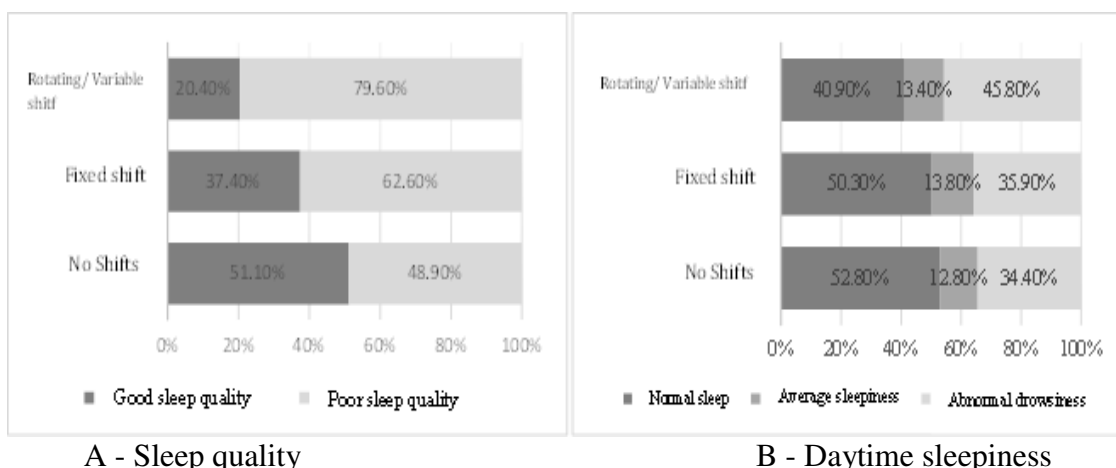 Rotating/ Variable
shitf
20.40%
79.60%
Fixed shift
37.40%
62.60%
No Shifts
51.10%
48.90%
0%
20%
40%
60%
80%
100%
Good sleep quality
Poor sleep quality
A - Sleep quality
Rotating/ Variable shitf
40.90%
13.40%
45.80%
Fixed shift
50.30%
13.80%
35.90%
No Shifts
52.80%
12.80%
34.40%
0%
20%
40%
60%
80%
100%
Normal sleep
Average sleepiness
Abnormal drowsiness
B - Daytime sleepiness